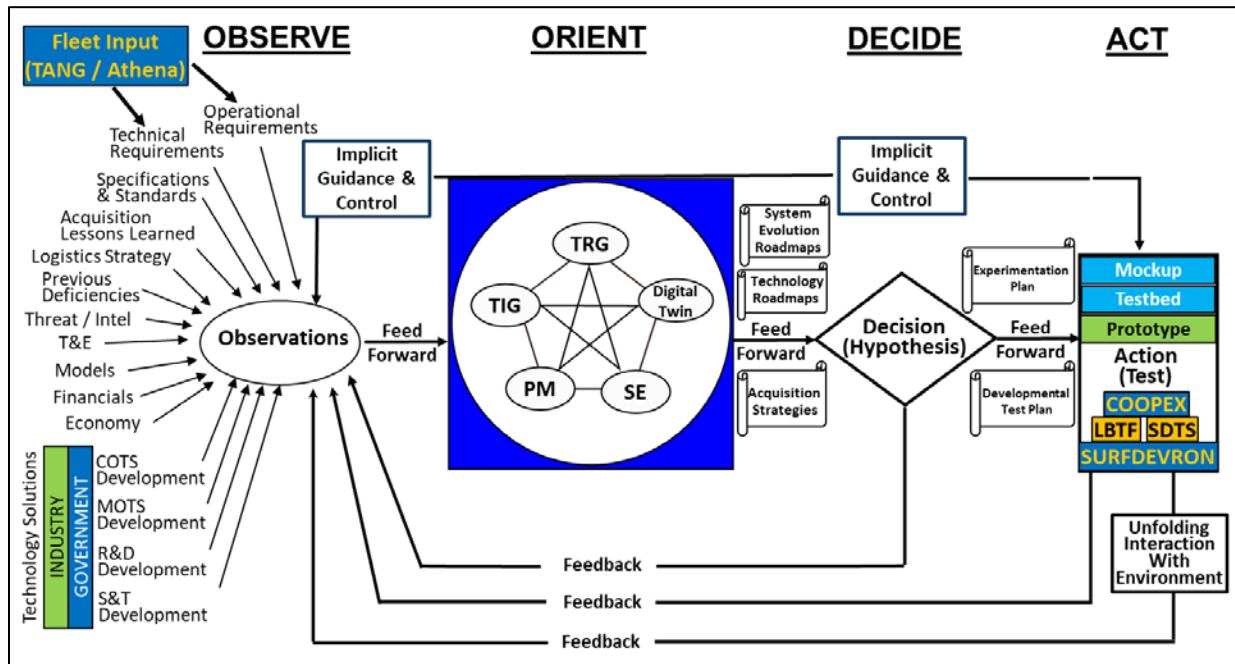 OBSERVE
ORIENT
DECIDE
ACT
Fleet Input
(TANG / Athena)
Operational
Requirements
Technical
Requirements
Specifications
& Standards
Acquisition
Lessons Learned
Logistics Strategy
Previous
Deficiencies
Threat / Intel
T&E
Models
Financials
Economy
Technology Solutions
INDUSTRY
GOVERNMENT
COTS
Development
MOTS
Development
R&D
Development
S&T
Development
Observations
Implicit
Guidance &
Control
Feed
Forward
TRG
TIG
Digital
Twin
PM
SE
System
Evolution
Roadmaps
Technology
Roadmaps
Feed
Forward
Acquisition
Strategies
Implicit
Guidance &
Control
Decision
(Hypothesis)
Experimentation
Plan
Feed
Forward
Developmental
Test Plan
Mockup
Testbed
Prototype
Action
(Test)
COOPEX
LBTF
SDTS
SURFDEVRON
Unfolding
Interaction
With
Environment
Feedback
Feedback
Feedback